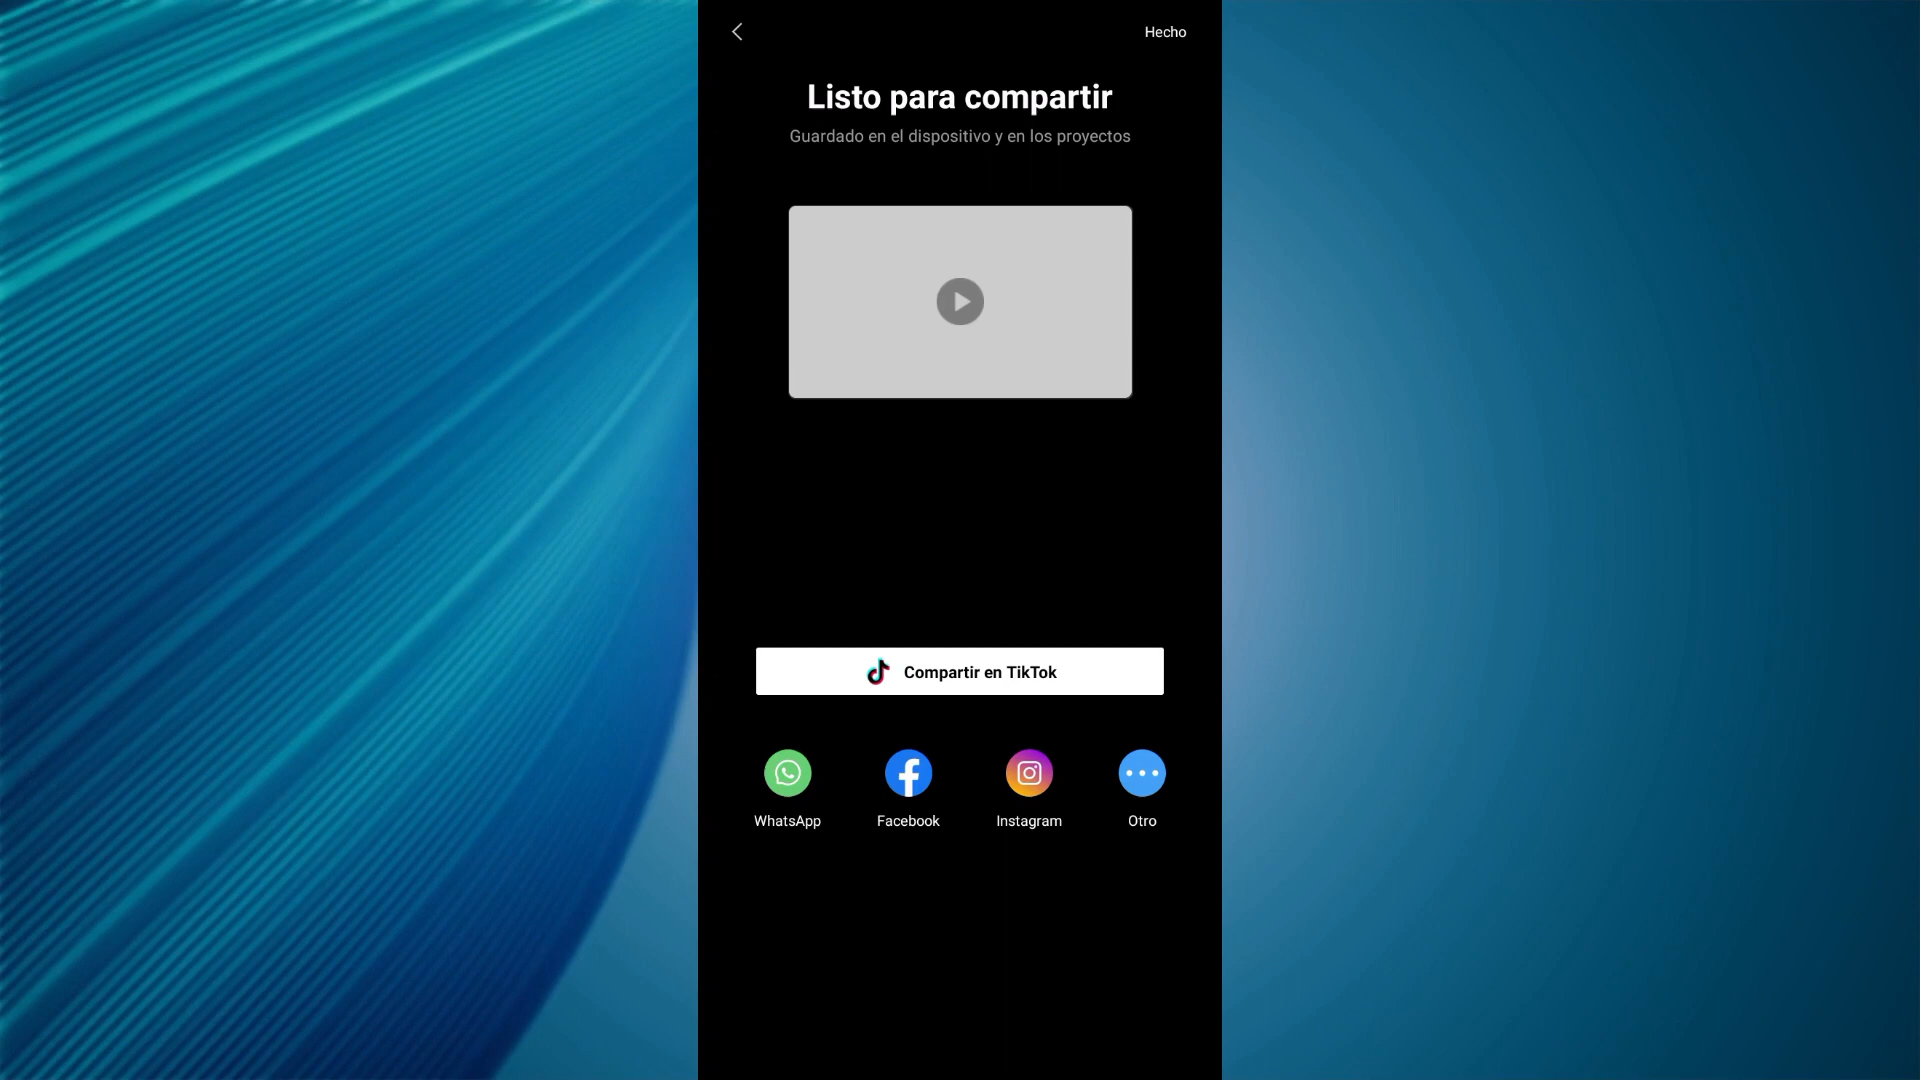 Hecho
Listo para compartir
Guardado en el dispositivo y en los proyectos
Compartir en TikTok
WhatsApp
Facebook
Instagram
Otro